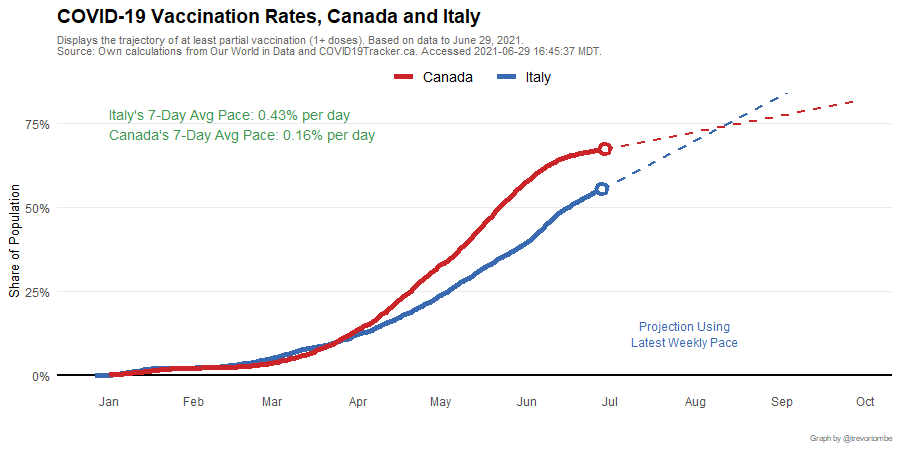 COVID-19 Vaccination Rates, Canada and Italy
Displays the trajectory of at least partial vaccination (1+ doses). Based on data to June 29, 2021.
Source: Own calculations from Our World in Data and COVID19Tracker.ca. Accessed 2021-06-29 16:45:37 MDT.
Canada Italy
Italy's 7-Day Avg Pace: 0.43% per day
Canada's 7-Day Avg Pace: 0.16% per day
Share of Population
75%
50%
25%
0%
Projection Using
Latest Weekly Pace
Jan Feb Mar Apr May Jun Jul Aug Sep Oct
Graph by @trevortombe